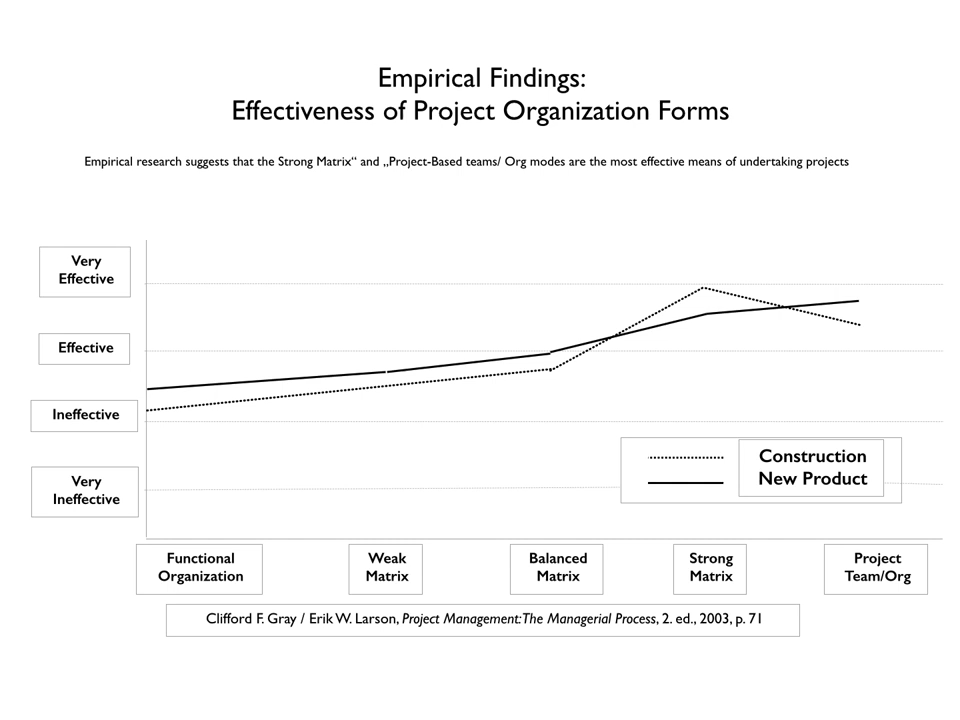 Empirical Findings:
Effectiveness of Project Organization Forms
Empirical research suggests that the Strong Matrix“ and „Project-Based teams/ Org modes are the most effective means of undertaking projects
Very
Effective
Effective
Ineffective
Very
Ineffective
Construction
New Product
Functional
Organization
Weak
Matrix
Balanced
Matrix
Strong
Matrix
Project
Team/Org
Clifford F. Gray / Erik W. Larson, Project Management: The Managerial Process, 2. ed., 2003, p. 71